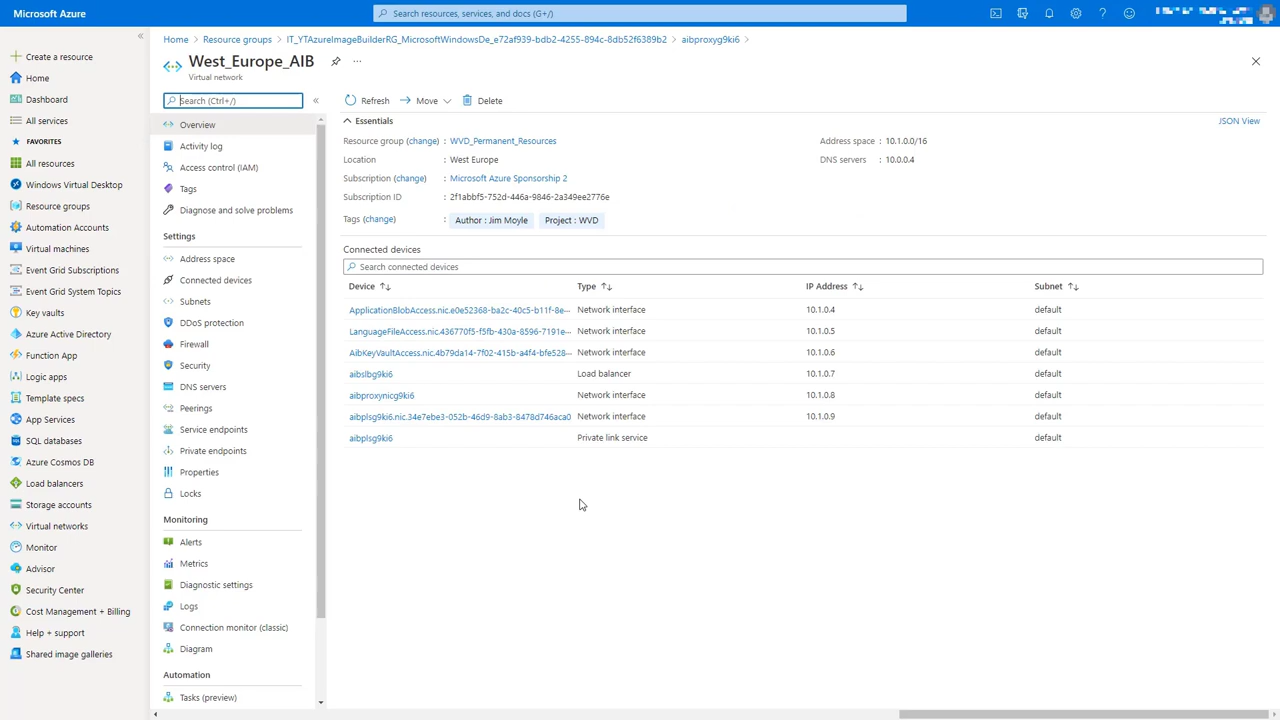 Microsoft Azure
Search resources, services, and docs (G+/)
Create a resource
Home
Dashboard
All services
FAVORITES
All resources
Windows Virtual Desktop
Resource groups
Automation Accounts
Virtual machines
Event Grid Subscriptions
Event Grid System Topics
Key vaults
Azure Active Directory
Function App
Logic apps
Template specs
App Services
SQL databases
Azure Cosmos DB
Load balancers
Storage accounts
Virtual networks
Monitor
Advisor
Security Center
Cost Management + Billing
Help + support
Shared image galleries
Home > Resource groups > IT_YTAzureImageBuilderRG_MicrosoftWindowsDe_e72af939-bdb2-4255-894c-8db52f6389b2 > aibproxyg9ki6 >
West_Europe_AIB
Virtual network
Search (Ctrl+/)
Overview
Activity log
Access control (IAM)
Tags
Diagnose and solve problems
Settings
Address space
Connected devices
Subnets
DDoS protection
Firewall
Security
DNS servers
Peerings
Service endpoints
Private endpoints
Properties
Locks
Monitoring
Alerts
Metrics
Diagnostic settings
Logs
Connection monitor (classic)
Diagram
Automation
Tasks (preview)
Refresh Move Delete
Essentials JSON View
Resource group (change) : WVD_Permanent_Resources Address space : 10.1.0.0/16
Location : West Europe DNS servers : 10.0.0.4
Subscription (change) : Microsoft Azure Sponsorship 2
Subscription ID : 2f1abbf5-752d-446a-9846-2a349ee2776e
Tags (change) : Author : Jim Moyle Project : WVD
Connected devices
Search connected devices
Device Type IP Address Subnet
ApplicationBlobAccess.nic.e0e52368-ba2c-40c5-b11f-8e··· Network interface 10.1.0.4 default
LanguageFileAccess.nic.436770f5-f5fb-430a-8596-7191e··· Network interface 10.1.0.5 default
AibKeyVaultAccess.nic.4b79da14-7f02-415b-a4f4-bfe528··· Network interface 10.1.0.6 default
aibslbg9ki6 Load balancer 10.1.0.7 default
aibproxynicg9ki6 Network interface 10.1.0.8 default
aibplsg9ki6.nic.34e7ebe3-052b-46d9-8ab3-8478d746aca0 Network interface 10.1.0.9 default
aibplsg9ki6 Private link service default